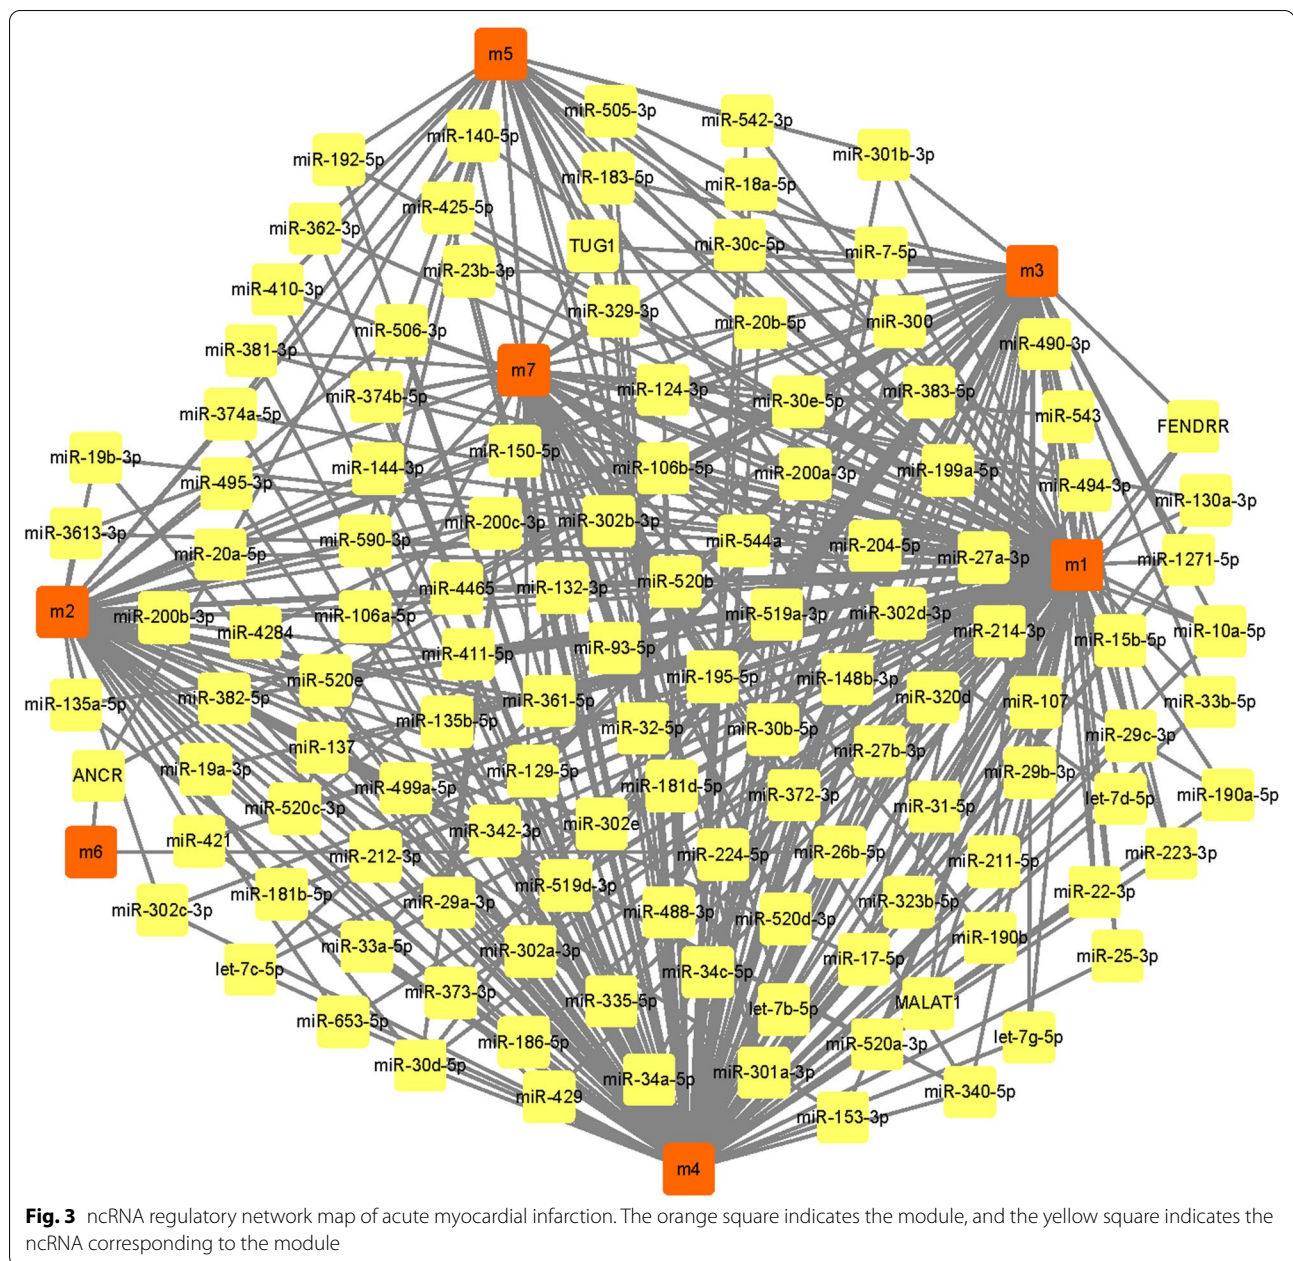 m5
miR-505-3p
miR-542-3p
miR-140-5p
miR-301b-3p
miR-192-5p
miR-183-5p
miR-18a-5p
miR-425-5p
miR-362-3p
TUG1
miR-30c-5p
miR-7-5p
miR-23b-3p
m3
miR-410-3p
miR-329-3p
miR-20b-5p
miR-300
miR-506-3p
miR-490-3p
miR-381-3p
m7
miR-124-3p
miR-383-5p
miR-374b-5p
miR-30e-5p
miR-374a-5p
miR-543
FENDRR
miR-150-5p
miR-19b-3p
miR-144-3p
miR-106b-5p
miR-200a-3p
miR-199a-5p
miR-495-3p
miR-494-3p
miR-130a-3p
miR-200c-3p
miR-302b-3p
miR-3613-3p
miR-590-3p
miR-544a
miR-204-5p
miR-20a-5p
miR-27a-3p
m1
miR-1271-5p
miR-4465
miR-132-3p
miR-520b
m2
miR-200b-3p
miR-106a-5p
miR-519a-3p
miR-302d-3p
miR-4284
miR-214-3p
miR-15b-5p
miR-10a-5p
miR-411-5p
miR-93-5p
miR-520e
miR-195-5p
miR-148b-3p
miR-382-5p
miR-135a-5p
miR-361-5p
miR-320d
miR-107
miR-33b-5p
miR-135b-5p
miR-32-5p
miR-30b-5p
miR-29c-3p
miR-137
miR-27b-3p
miR-19a-3p
ANCR
miR-129-5p
miR-29b-3p
miR-499a-5p
miR-181d-5p
miR-372-3p
let-7d-5p
miR-190a-5p
miR-520c-3p
miR-31-5p
miR-342-3p
miR-302e
miR-421
m6
miR-212-3p
miR-224-5p
miR-26b-5p
miR-211-5p
miR-223-3p
miR-519d-3p
miR-181b-5p
miR-22-3p
miR-29a-3p
miR-323b-5p
miR-302c-3p
miR-488-3p
miR-520d-3p
miR-190b
miR-33a-5p
miR-302a-3p
miR-17-5p
miR-25-3p
let-7c-5p
miR-34c-5p
miR-373-3p
miR-335-5p
MALAT1
let-7b-5p
miR-653-5p
miR-186-5p
miR-520a-3p
let-7g-5p
miR-30d-5p
miR-34a-5p
miR-301a-3p
miR-340-5p
miR-429
miR-153-3p
m4
Fig. 3 ncRNA regulatory network map of acute myocardial infarction. The orange square indicates the module, and the yellow square indicates the
ncRNA corresponding to the module